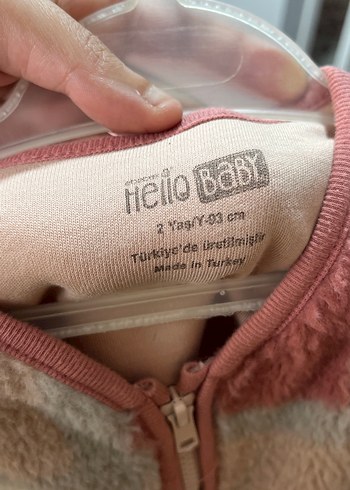 Hello BABY
2 Yaş/Y-93 cm
Türkiye'de üretilmiştir
Made in Turkey